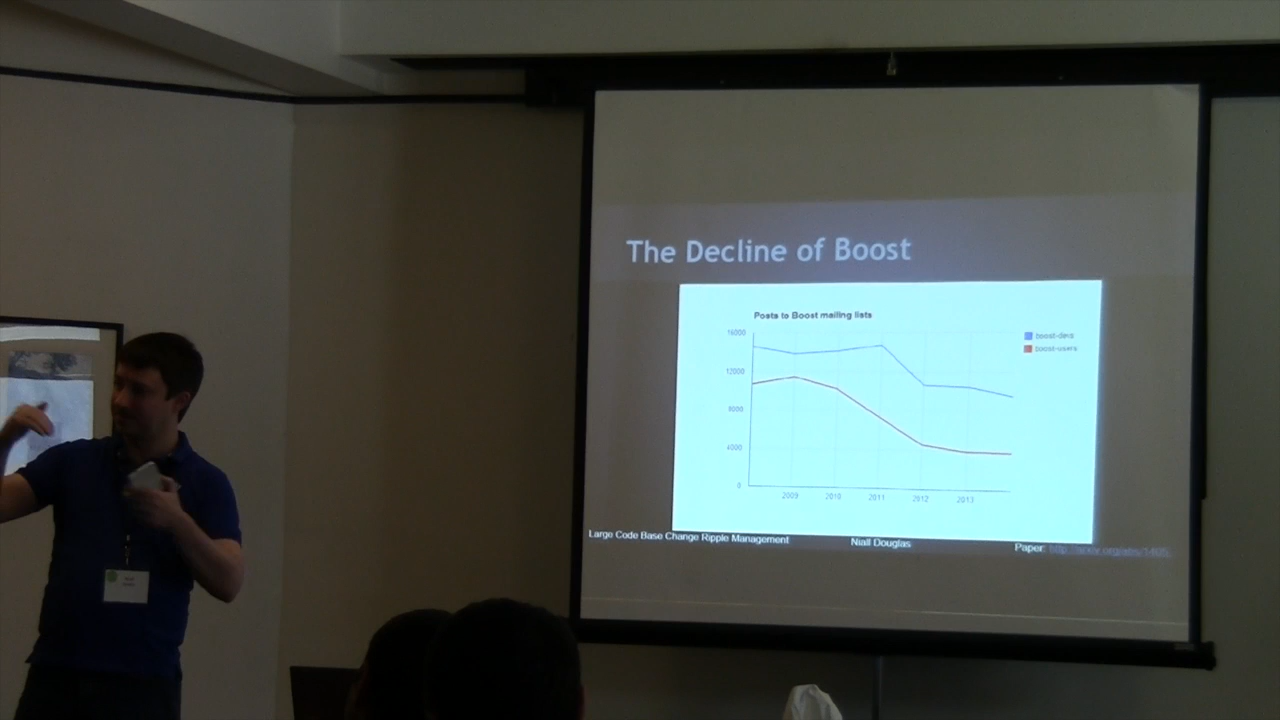 The Decline of Boost
Posts to Boost mailing lists
16000
12000
8000
4000
0
2009 2010 2011 2012 2013
boost-devs
boost-users
Large Code Base Change Ripple Management Niall Douglas Paper: